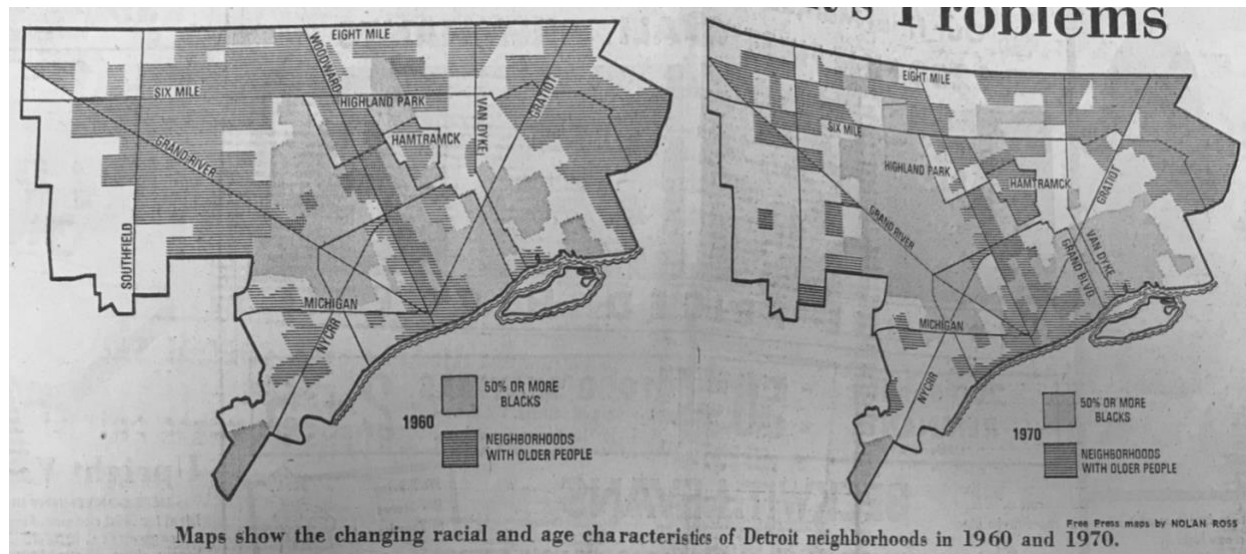 Problems
EIGHT MILE
WOODWARD
SIX MILE
HIGHLAND PARK
HAMTRAMCK
VAN DYKE
GRATIOT
GRAND RIVER
SOUTHFIELD
MICHIGAN
NYCRR
1960
50% OR MORE
BLACKS
NEIGHBORHOODS
WITH OLDER PEOPLE
EIGHT MILE
SIX MILE
HIGHLAND PARK
HAMTRAMCK
GRATIOT
GRAND RIVER
VAN DYKE
GRAND BLVD
MICHIGAN
NYCRR
1970
50% OR MORE
BLACKS
NEIGHBORHOODS
WITH OLDER PEOPLE
Free Press maps by NOLAN ROSS
Maps show the changing racial and age characteristics of Detroit neighborhoods in 1960 and 1970.